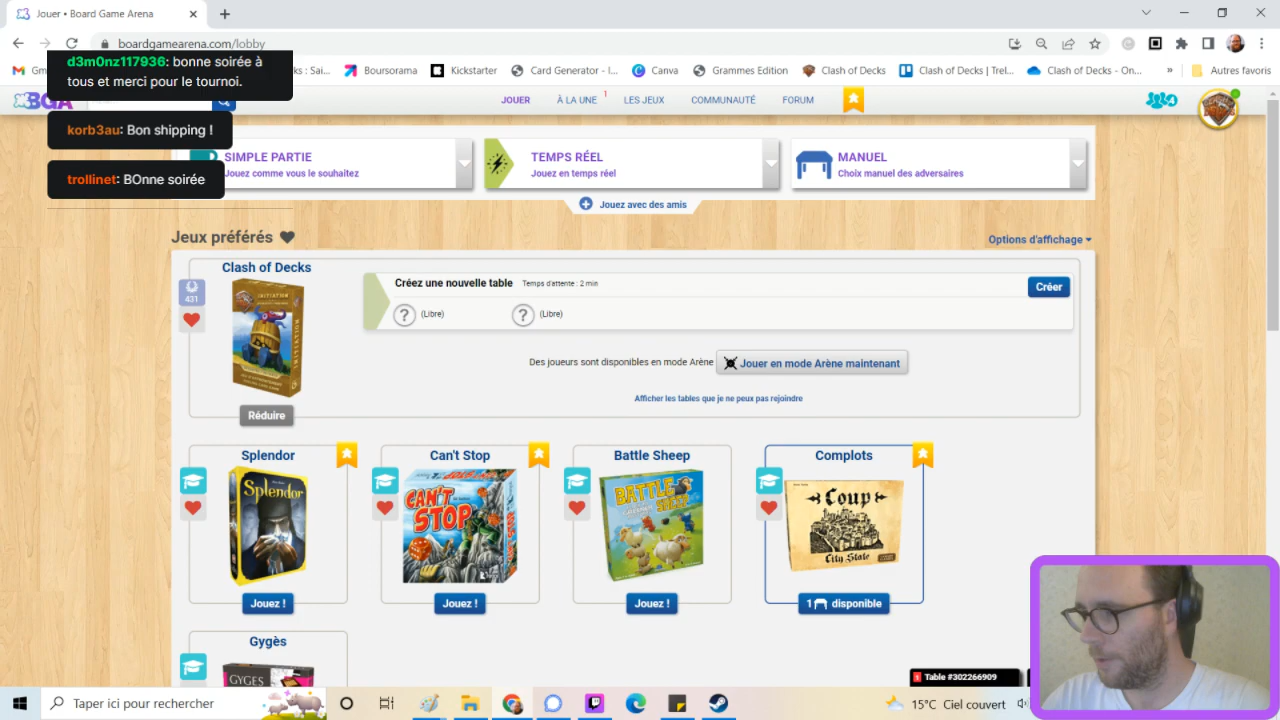 Jouer • Board Game Arena
boardgamearena.com/lobby
Gm
: Sai...
Boursorama
Kickstarter
Card Generator - I...
Canva
Grammes Edition
Clash of Decks
Clash of Decks | Trel...
Clash of Decks - On...
»
Autres favoris
d3m0nz117936: bonne soirée à
tous et merci pour le tournoi.
korb3au: Bon shipping !
trollinet: BOnne soirée
BGA
JOUER
À LA UNE 1
LES JEUX
COMMUNAUTÉ
FORUM
4
SIMPLE PARTIE
Jouez comme vous le souhaitez
TEMPS RÉEL
Jouez en temps réel
MANUEL
Choix manuel des adversaires
Jouez avec des amis
Jeux préférés
Options d'affichage
Clash of Decks
431
INITIATION
Réduire
Créez une nouvelle table Temps d'attente : 2 min
Créer
? (Libre)
? (Libre)
Des joueurs sont disponibles en mode Arène
Jouer en mode Arène maintenant
Afficher les tables que je ne peux pas rejoindre
Splendor
Splendor
Jouez !
Can't Stop
CAN'T STOP
Jouez !
Battle Sheep
BATTLE SHEEP
Jouez !
Complots
Coup
City State
1 disponible
Gygès
GYGES
Table #302266909
Taper ici pour rechercher
15°C Ciel couvert